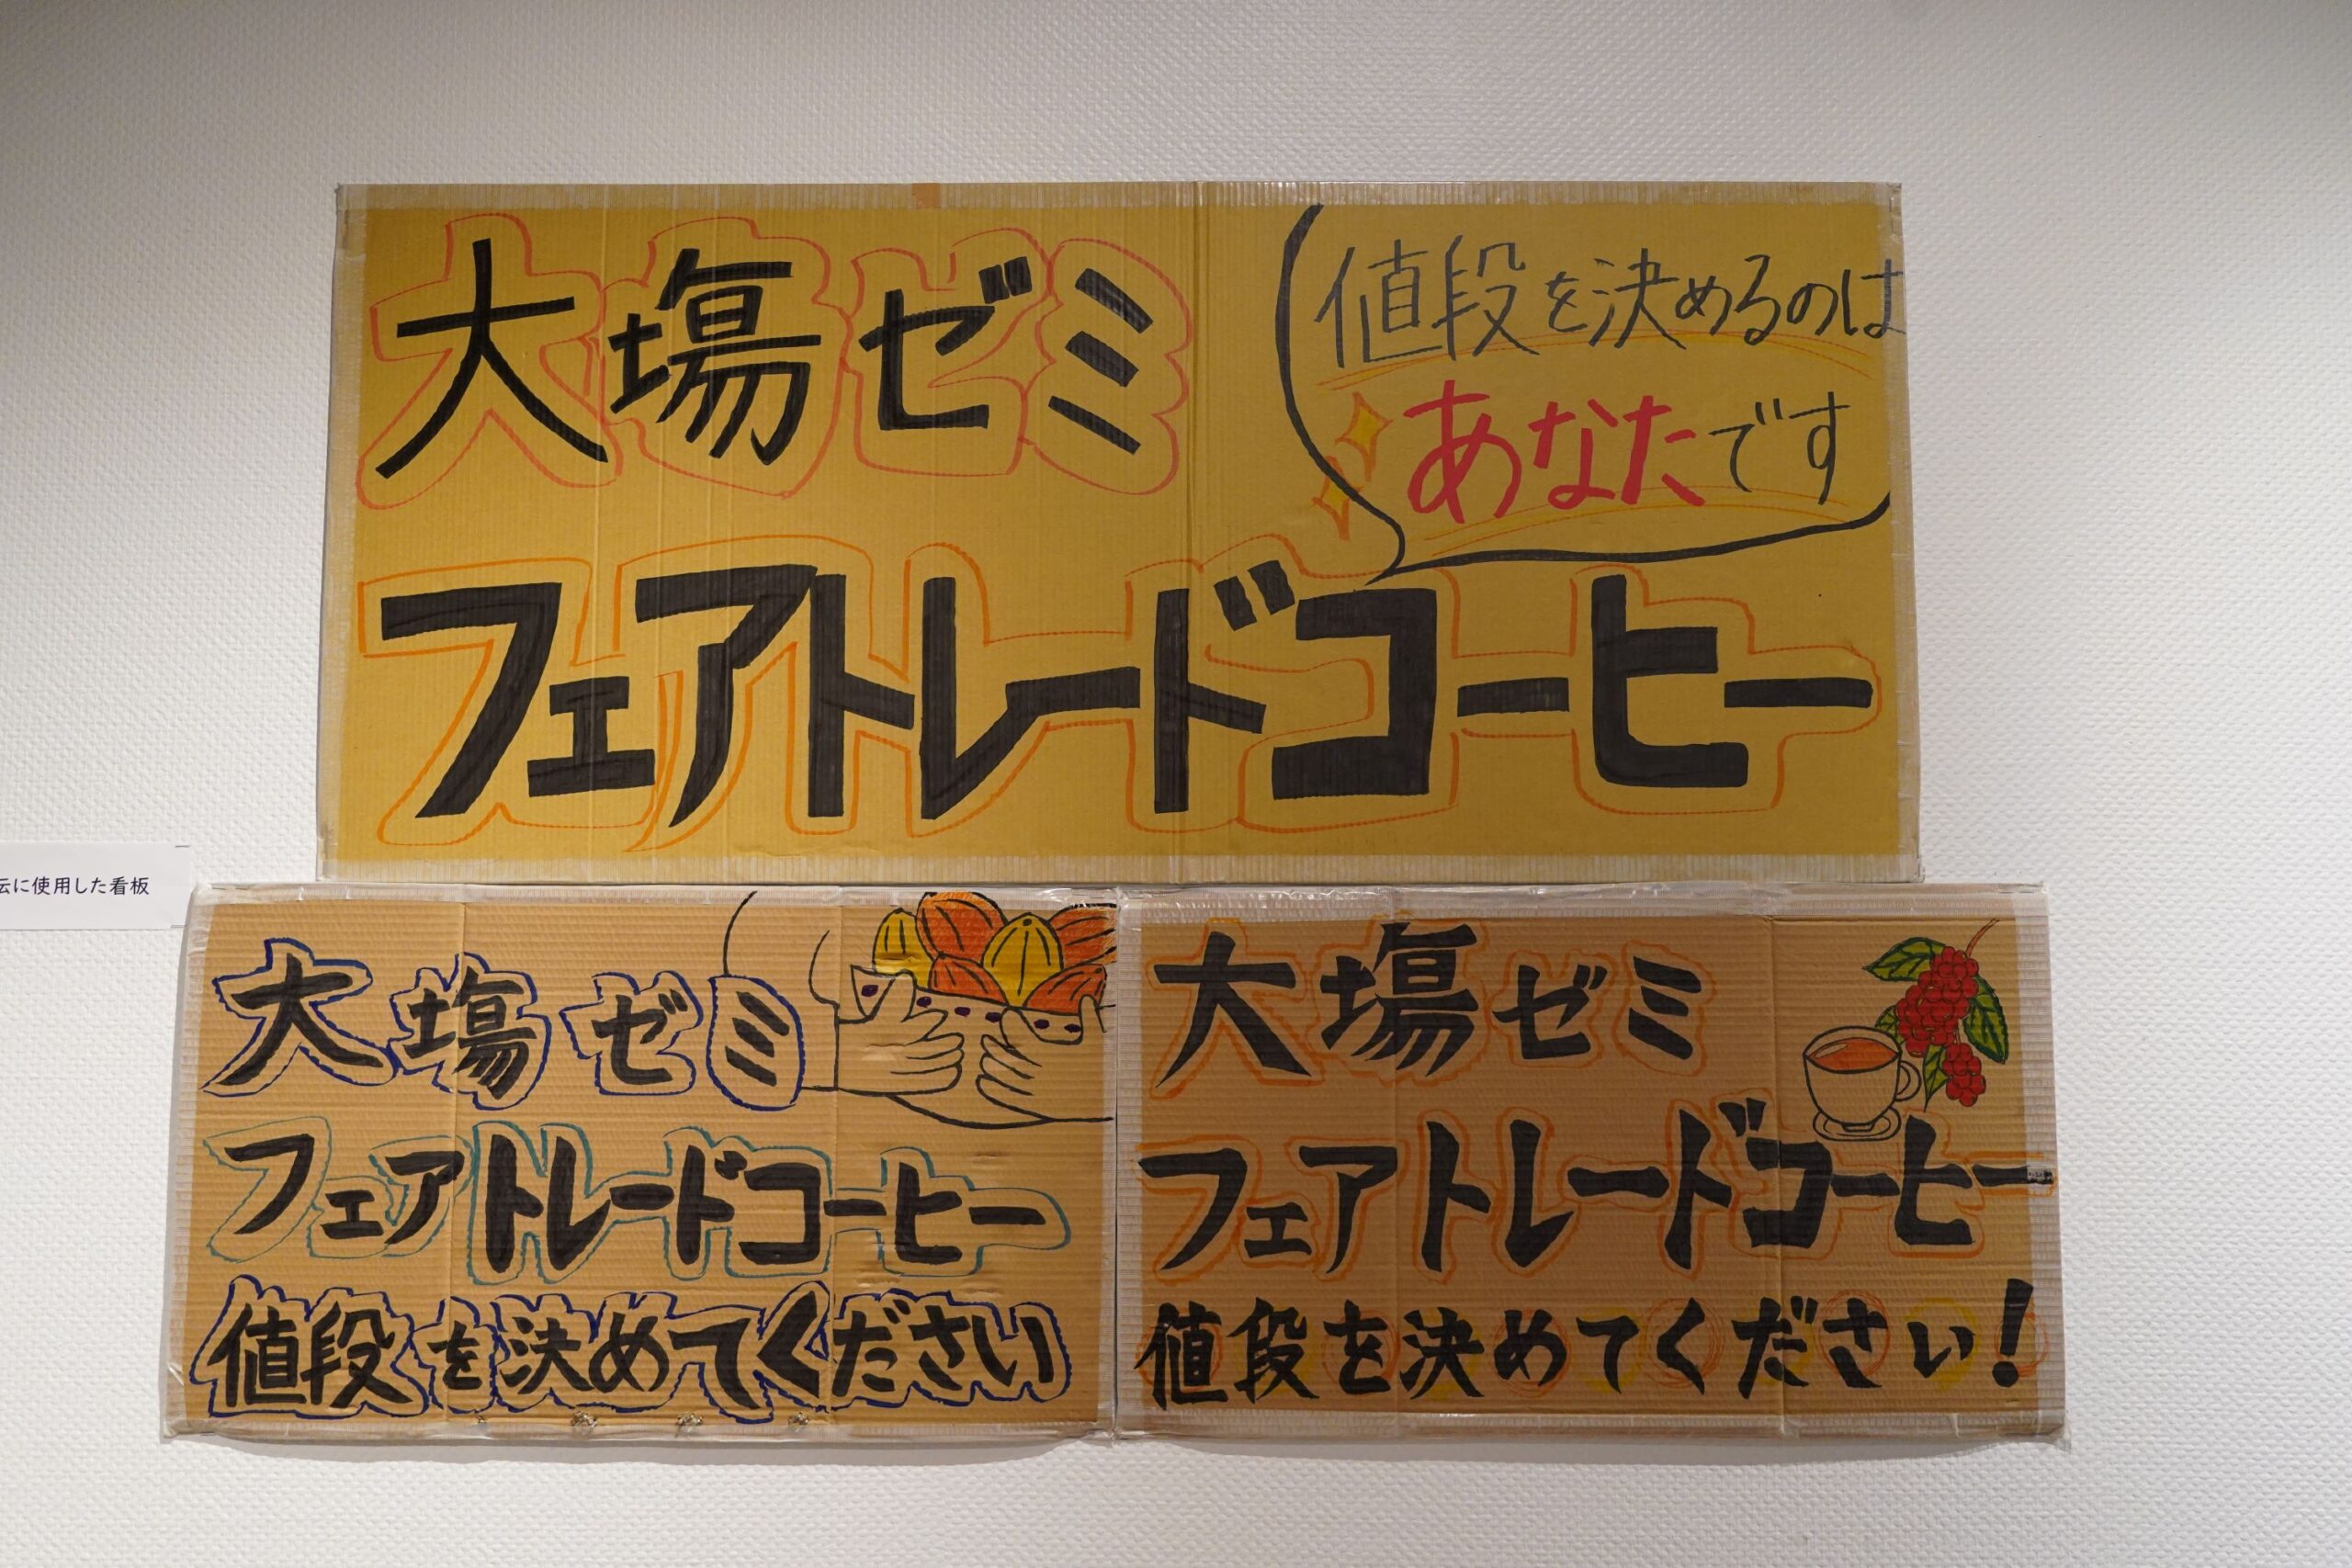 大塲ゼミ
値段を決めるのは
あなたです
フェアトレードコーヒー
に使用した看板
大塲ゼミ
フェアトレードコーヒー
値段を決めてください
大塲ゼミ
フェアトレードコーヒー
値段を決めてください！